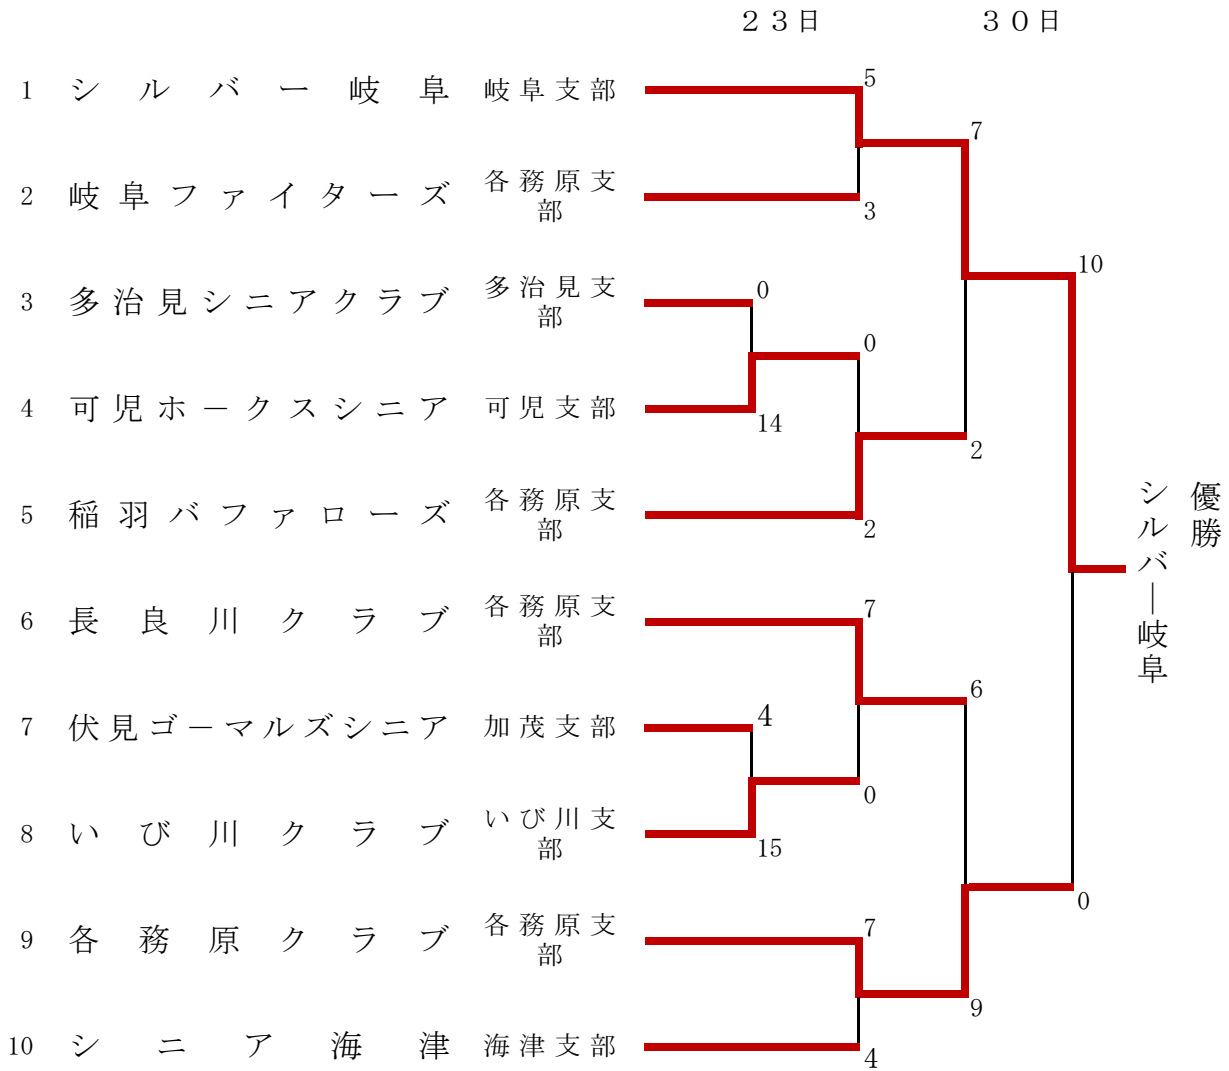 ２３日 ３０日
1 シルバー岐阜 岐阜支部 5
7
2 岐阜ファイターズ 各務原支
部 3
10
3 多治見シニアクラブ 多治見支
部 0
0
4 可児ホークスシニア 可児支部 14
2
5 稲羽バファローズ 各務原支
部 2
優勝
シルバー岐阜
6 長良川クラブ 各務原支
部 7
6
7 伏見ゴーマルズシニア 加茂支部 4
0
8 いび川クラブ いび川支
部 15
0
9 各務原クラブ 各務原支
部 7
9
10 シニア海津 海津支部 4